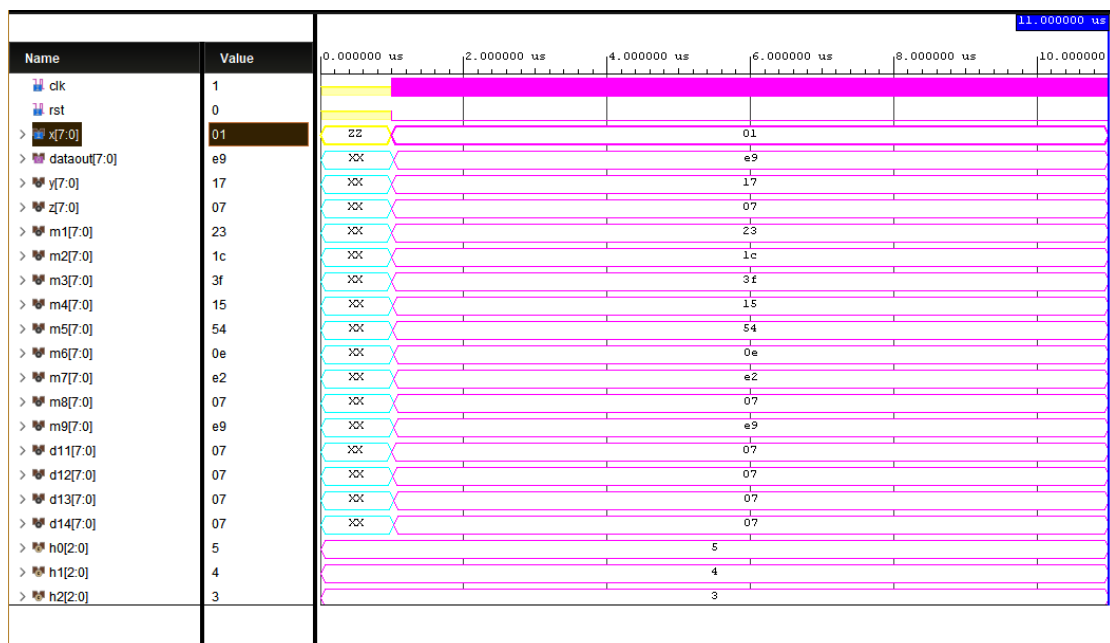 11.000000 us
Name Value 0.000000 us 2.000000 us 4.000000 us 6.000000 us 8.000000 us 10.000000
clk 1
rst 0
x[7:0] 01 ZZ 01
dataout[7:0] e9 XX e9
y[7:0] 17 XX 17
z[7:0] 07 XX 07
m1[7:0] 23 XX 23
m2[7:0] 1c XX 1c
m3[7:0] 3f XX 3f
m4[7:0] 15 XX 15
m5[7:0] 54 XX 54
m6[7:0] 0e XX 0e
m7[7:0] e2 XX e2
m8[7:0] 07 XX 07
m9[7:0] e9 XX e9
d11[7:0] 07 XX 07
d12[7:0] 07 XX 07
d13[7:0] 07 XX 07
d14[7:0] 07 XX 07
h0[2:0] 5 5
h1[2:0] 4 4
h2[2:0] 3 3